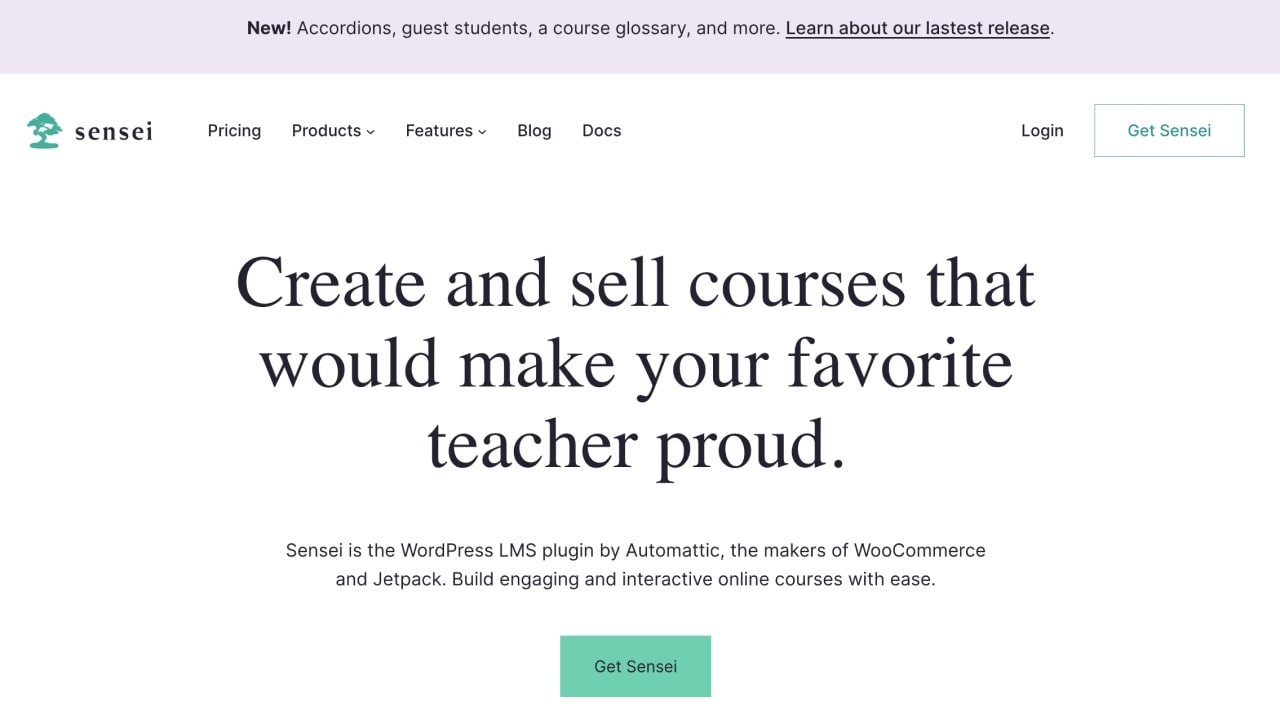 New! Accordions, guest students, a course glossary, and more. Learn about our lastest release.
sensei Pricing Products Features Blog Docs Login Get Sensei
Create and sell courses that
would make your favorite
teacher proud.
Sensei is the WordPress LMS plugin by Automattic, the makers of WooCommerce
and Jetpack. Build engaging and interactive online courses with ease.
Get Sensei